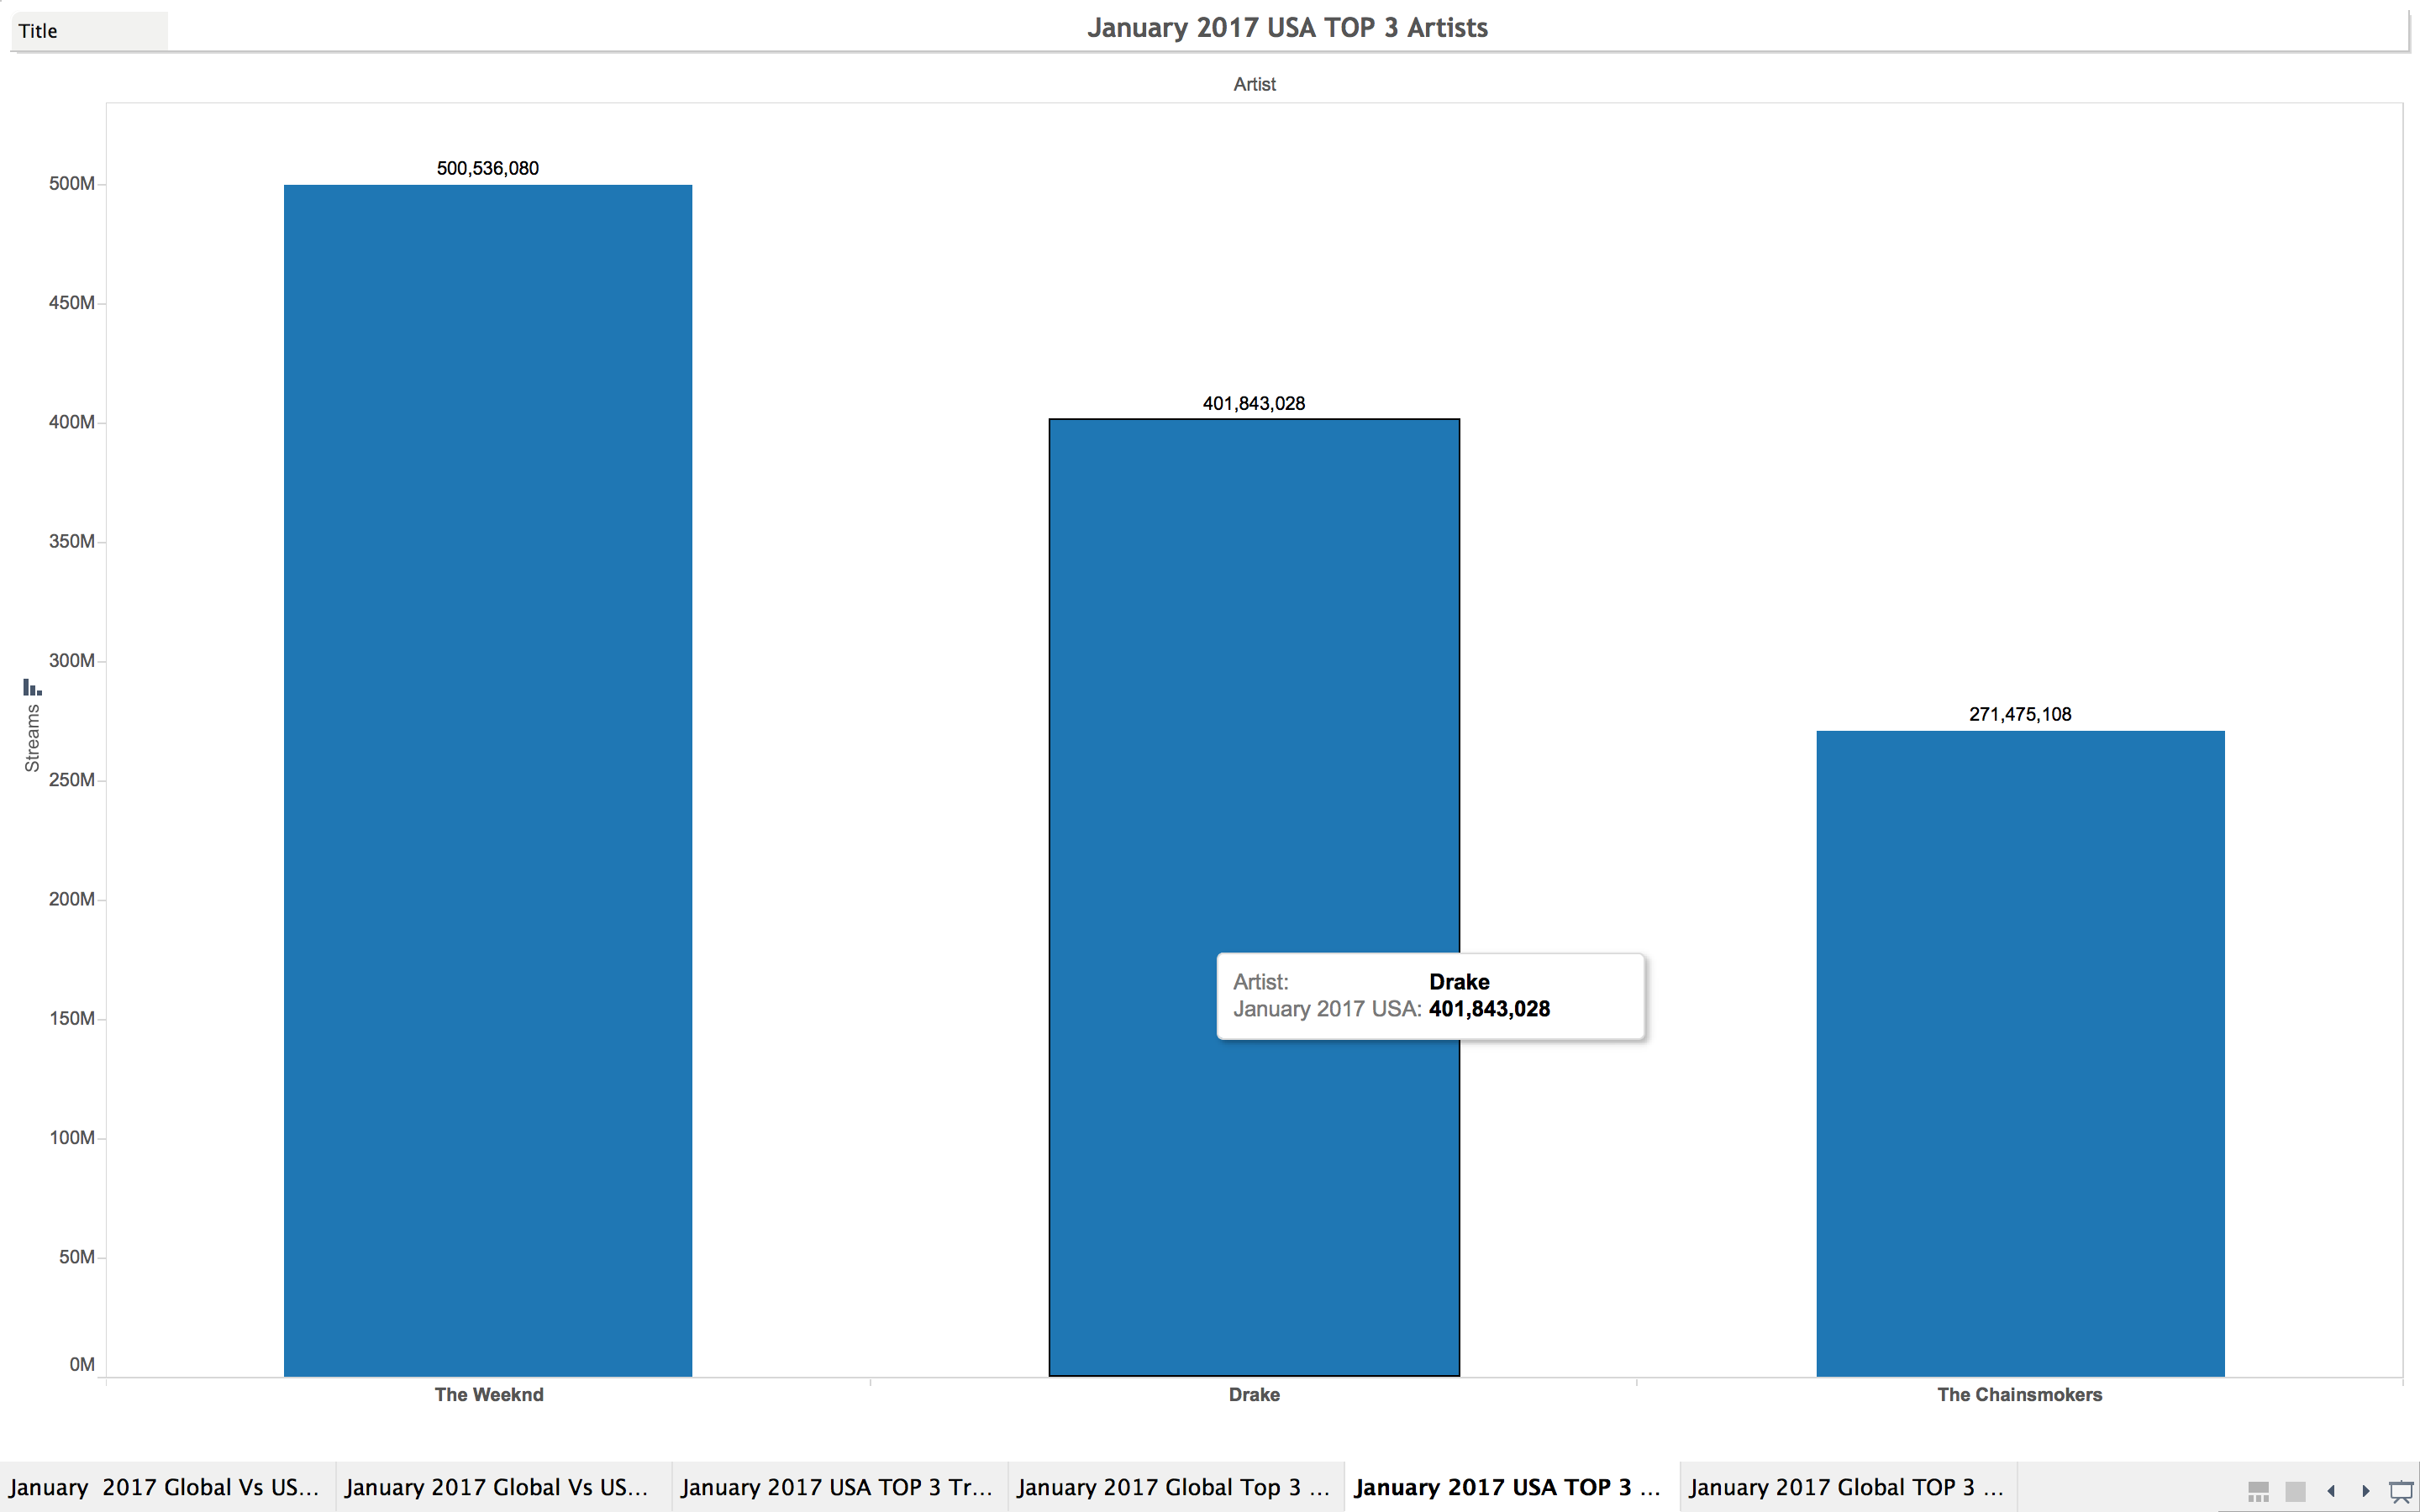 Title
January 2017 USA TOP 3 Artists
Artist
500M
450M
400M
350M
300M
250M
200M
150M
100M
50M
0M
Streams
500,536,080
401,843,028
271,475,108
Artist: Drake
January 2017 USA: 401,843,028
The Weeknd
Drake
The Chainsmokers
January  2017 Global Vs US...
January 2017 Global Vs US...
January 2017 USA TOP 3 Tr...
January 2017 Global Top 3 ...
January 2017 USA TOP 3 ...
January 2017 Global TOP 3 ...